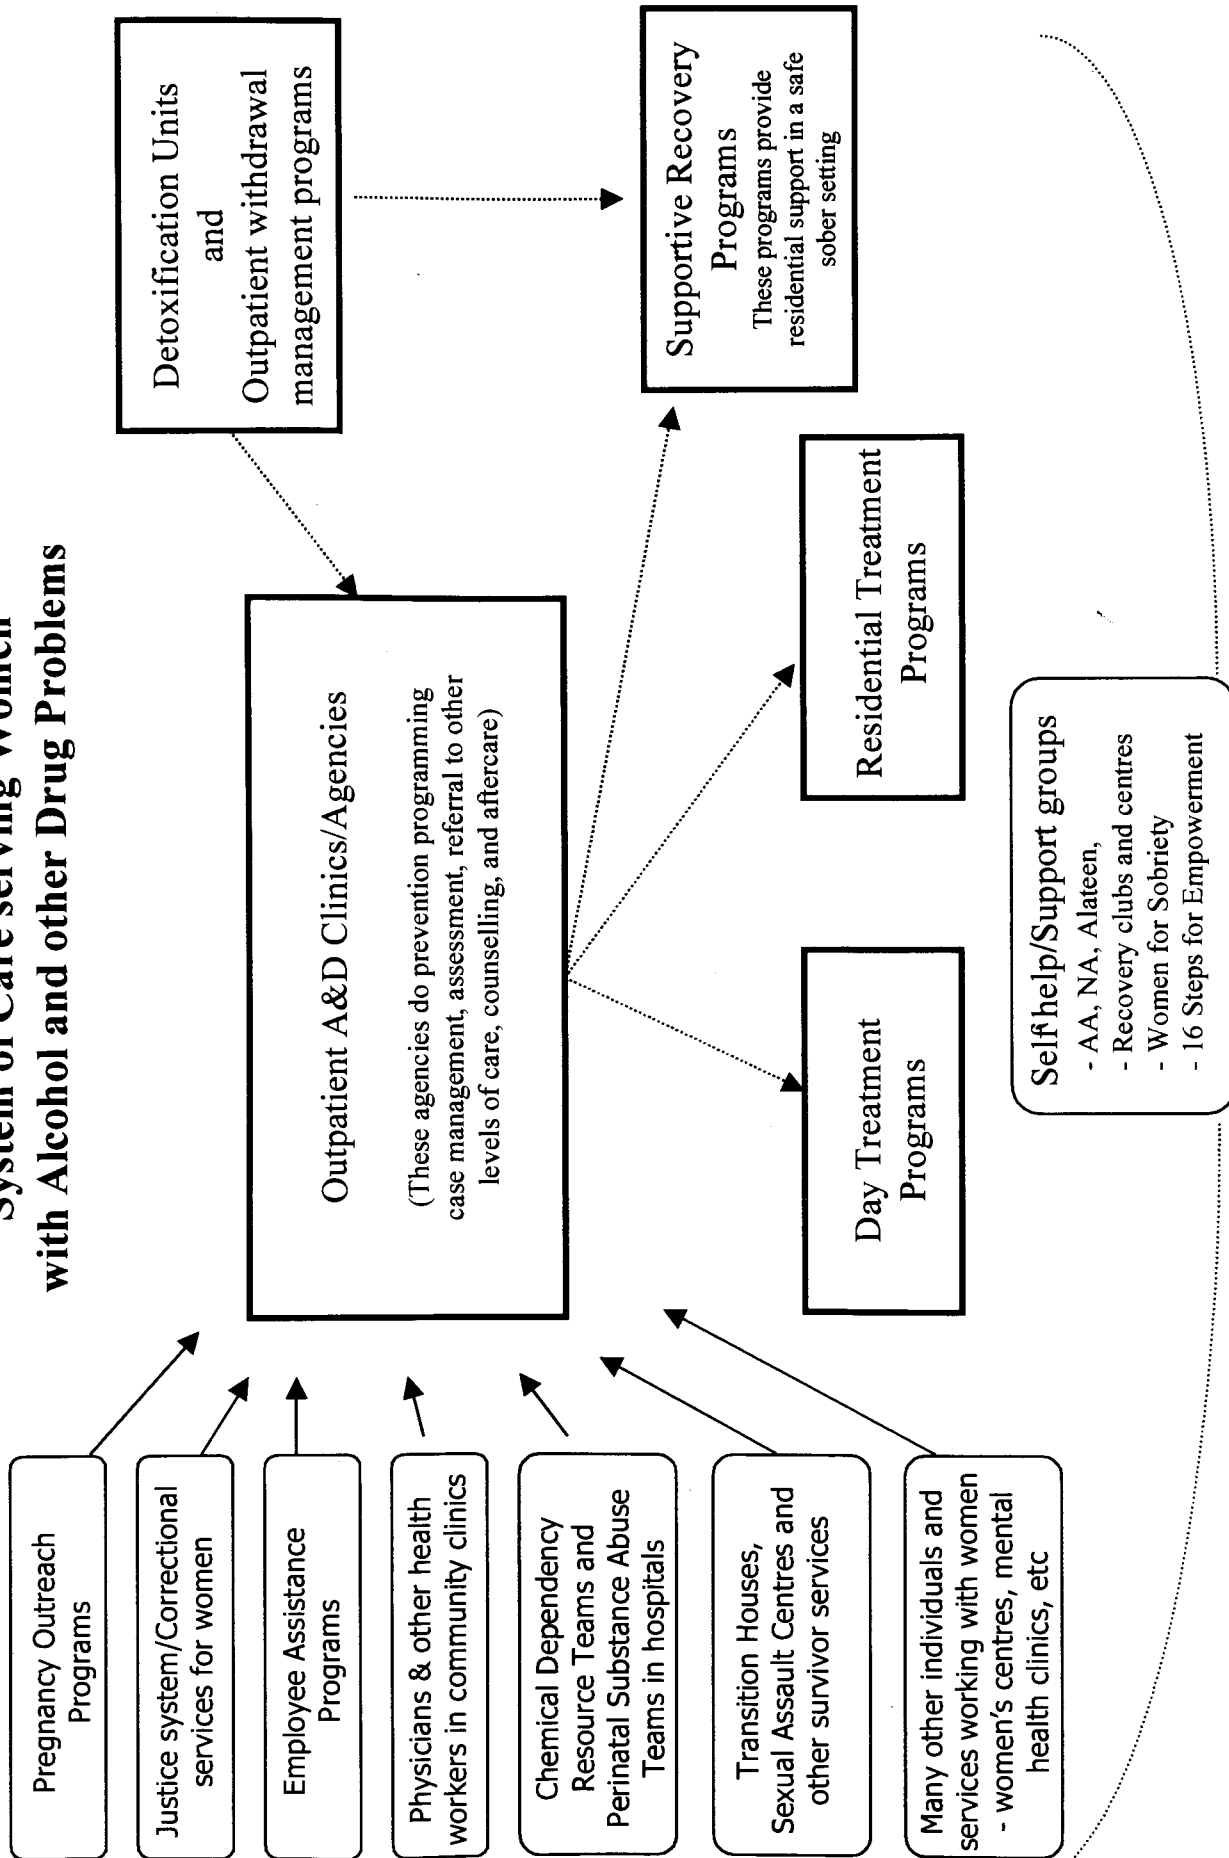 System of Care serving Women
with Alcohol and other Drug Problems
Pregnancy Outreach
Programs
Justice system/Correctional
services for women
Employee Assistance
Programs
Physicians & other health
workers in community clinics
Chemical Dependency
Resource Teams and
Perinatal Substance Abuse
Teams in hospitals
Transition Houses,
Sexual Assault Centres and
other survivor services
Many other individuals and
services working with women
- women's centres, mental
health clinics, etc
Outpatient A&D Clinics/Agencies
(These agencies do prevention programming
case management, assessment, referral to other
levels of care, counselling, and aftercare)
Detoxification Units
and
Outpatient withdrawal
management programs
Supportive Recovery
Programs
These programs provide
residential support in a safe
sober setting
Day Treatment
Programs
Residential Treatment
Programs
Self help/Support groups
- AA, NA, Alateen,
- Recovery clubs and centres
- Women for Sobriety
- 16 Steps for Empowerment